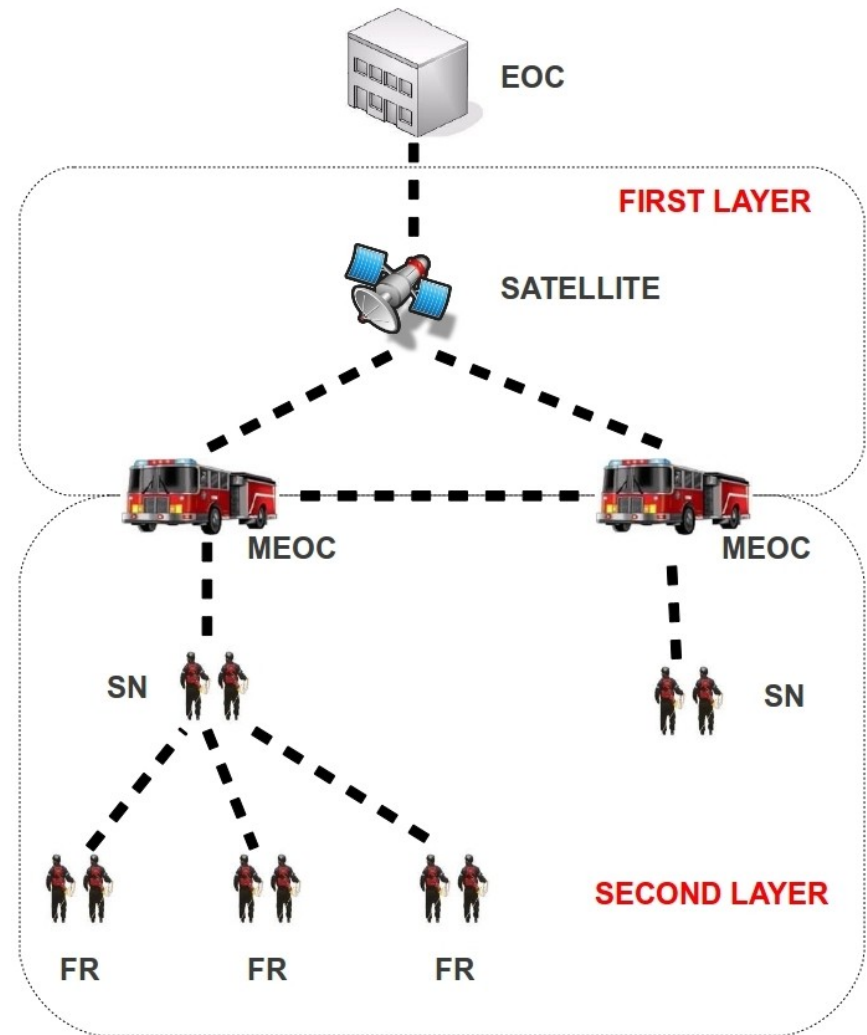 EOC
FIRST LAYER
SATELLITE
MEOC
MEOC
SN
SN
SECOND LAYER
FR
FR
FR